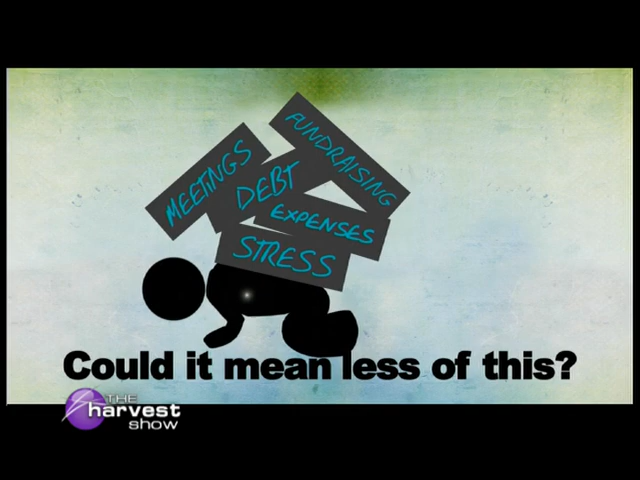 FUNDRAISING
MEETINGS
DEBT
EXPENSES
STRESS
Could it mean less of this?
THE
harvest
show